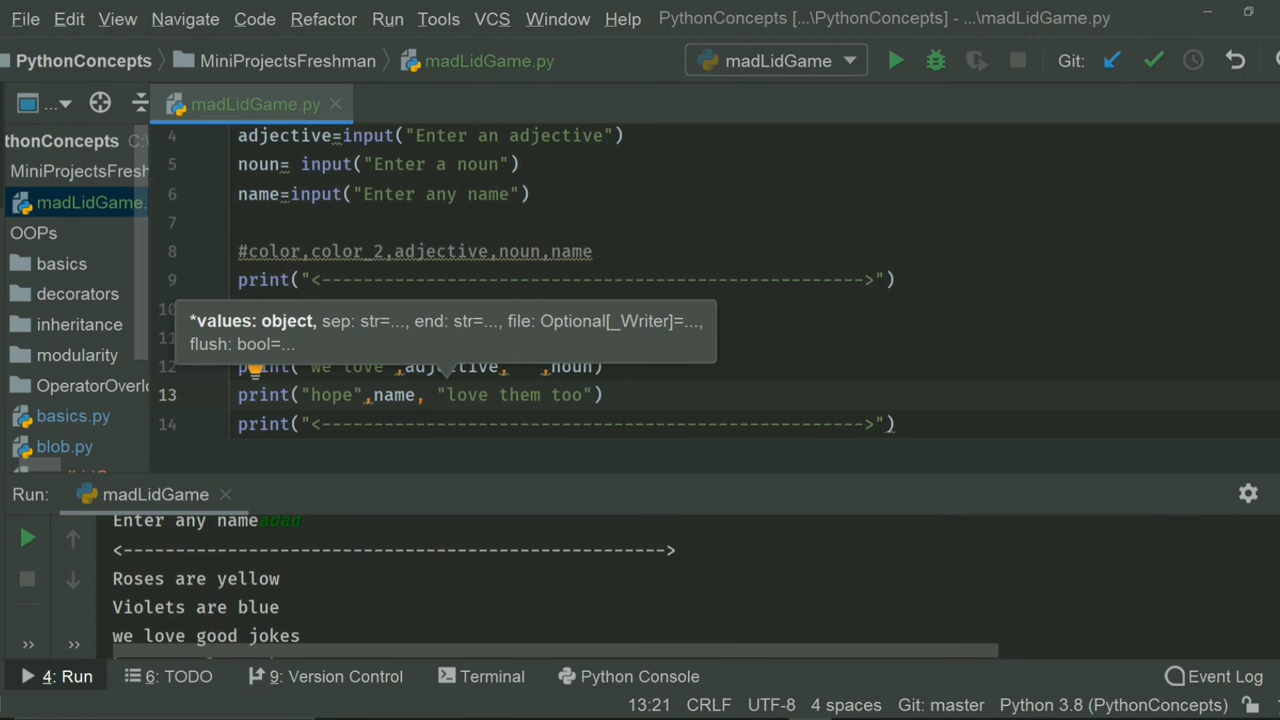 File Edit View Navigate Code Refactor Run Tools VCS Window Help PythonConcepts [...\PythonConcepts] - ...\madLidGame.py
PythonConcepts MiniProjectsFreshman madLidGame.py madLidGame Git:
... madLidGame.py
thonConcepts C:\
MiniProjectsFresh
madLidGame.
OOPs
basics
decorators
inheritance
modularity
OperatorOverlo
basics.py
blob.py
4 adjective=input("Enter an adjective")
5 noun= input("Enter a noun")
6 name=input("Enter any name")
7
8 #color,color_2,adjective,noun,name
9 print("<---------------------------------------------------->")
10
*values: object, sep: str=..., end: str=..., file: Optional[_Writer]=...,
flush: bool=...
12 print("we love",adjective," ",noun)
13 print("hope",name, "love them too")
14 print("<---------------------------------------------------->")
Run: madLidGame
Enter any nameadad
<---------------------------------------------------->
Roses are yellow
Violets are blue
we love good jokes
4: Run 6: TODO 9: Version Control Terminal Python Console Event Log
13:21 CRLF UTF-8 4 spaces Git: master Python 3.8 (PythonConcepts)